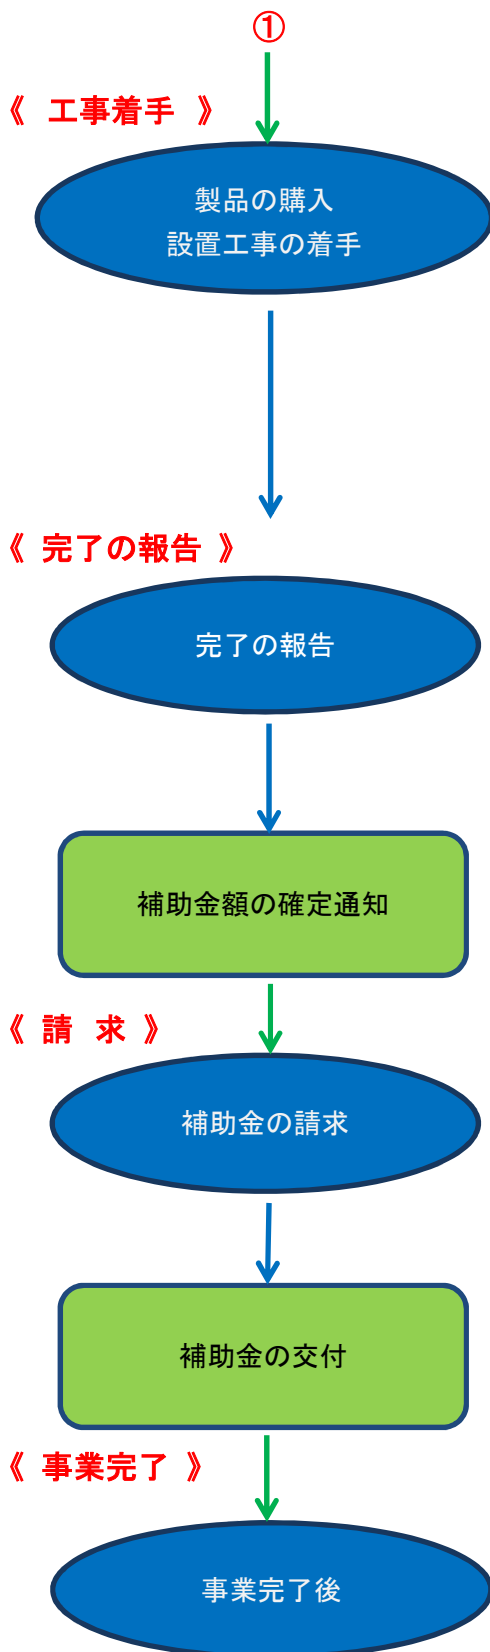 ①
《 工事着手 》
製品の購入
設置工事の着手
《 完了の報告 》
完了の報告
補助金額の確定通知
《 請 求 》
補助金の請求
補助金の交付
《 事業完了 》
事業完了後